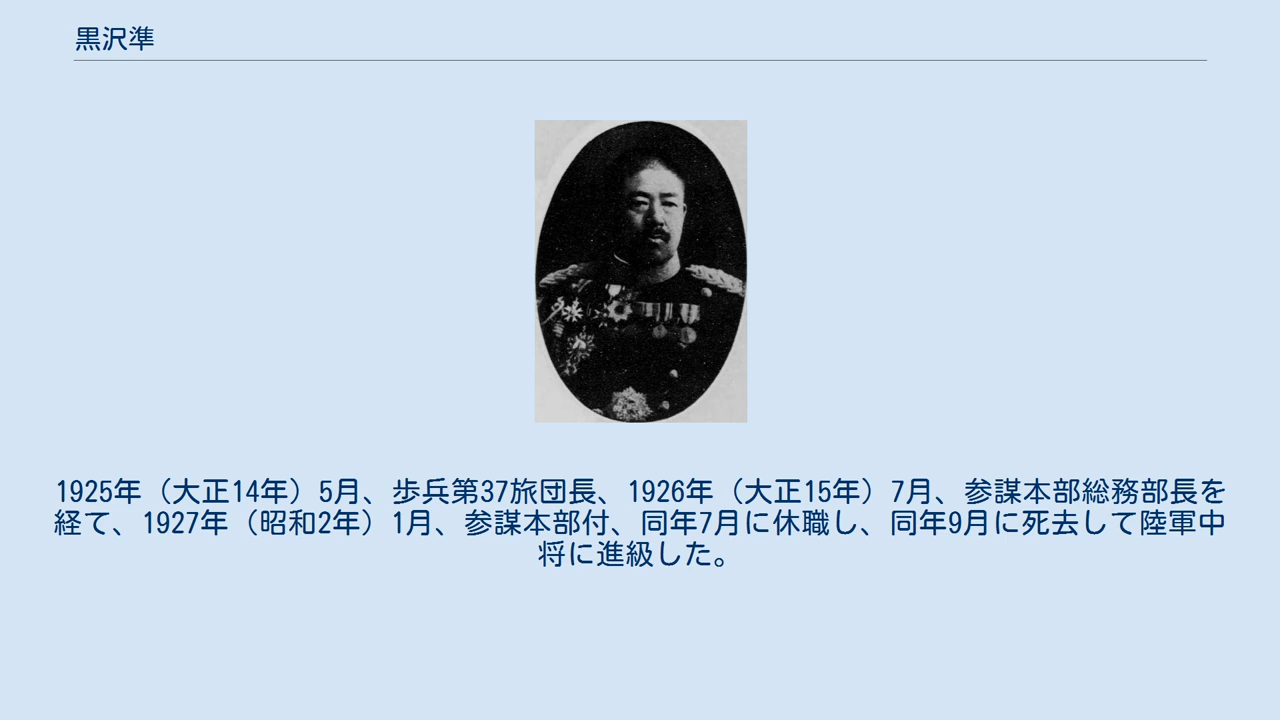 黒沢準
1925年（大正14年）5月、歩兵第37旅団長、1926年（大正15年）7月、参謀本部総務部長を
経て、1927年（昭和2年）1月、参謀本部付、同年7月に休職し、同年9月に死去して陸軍中
将に進級した。